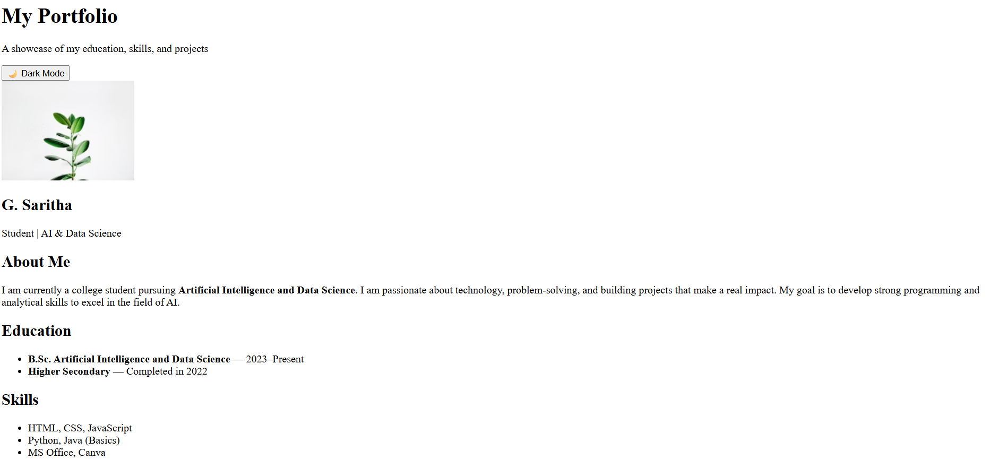 My Portfolio
A showcase of my education, skills, and projects
🌙 Dark Mode
G. Saritha
Student | AI & Data Science
About Me
I am currently a college student pursuing Artificial Intelligence and Data Science. I am passionate about technology, problem-solving, and building projects that make a real impact. My goal is to develop strong programming and
analytical skills to excel in the field of AI.
Education
• B.Sc. Artificial Intelligence and Data Science — 2023–Present
• Higher Secondary — Completed in 2022
Skills
• HTML, CSS, JavaScript
• Python, Java (Basics)
• MS Office, Canva